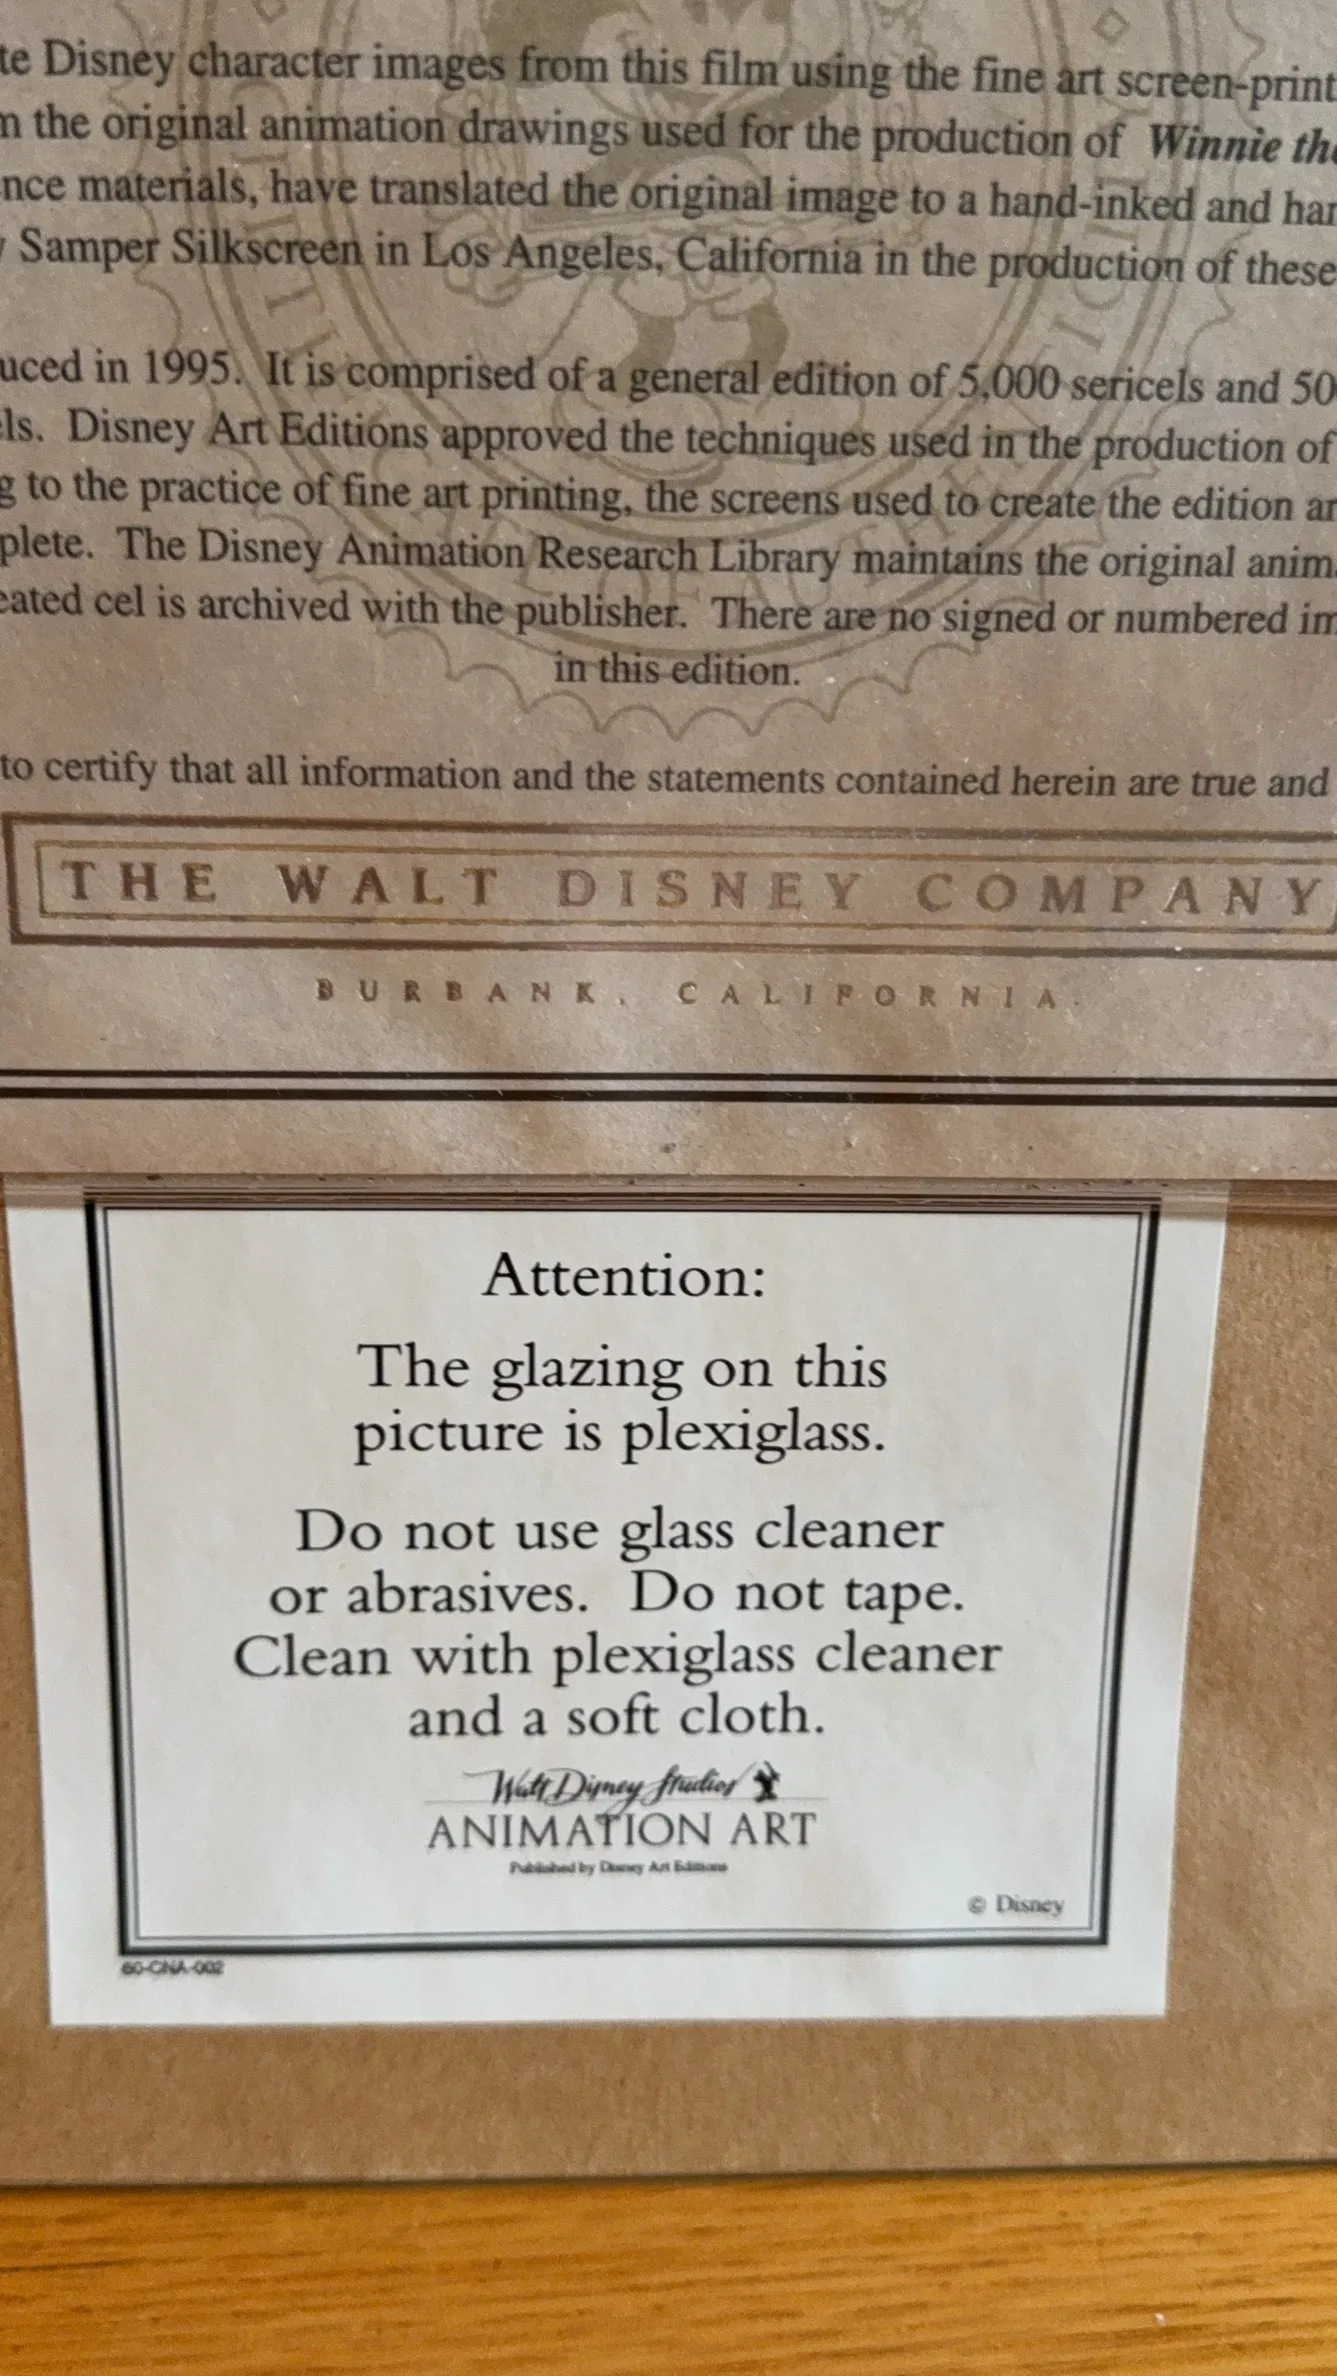 te Disney character images from this film using the fine art screen-print
n the original animation drawings used for the production of Winnie the
nce materials, have translated the original image to a hand-inked and han
y Samper Silkscreen in Los Angeles, California in the production of these
uced in 1995. It is comprised of a general edition of 5,000 sericels and 50
els. Disney Art Editions approved the techniques used in the production of
g to the practice of fine art printing, the screens used to create the edition ar
plete. The Disney Animation Research Library maintains the original anima
eated cel is archived with the publisher. There are no signed or numbered im
in this edition.
to certify that all information and the statements contained herein are true and
THE WALT DISNEY COMPANY
BURBANK, CALIFORNIA
Attention:
The glazing on this
picture is plexiglass.
Do not use glass cleaner
or abrasives. Do not tape.
Clean with plexiglass cleaner
and a soft cloth.
Walt Disney Studios
ANIMATION ART
Published by Disney Art Editions
© Disney
60-CNA-002